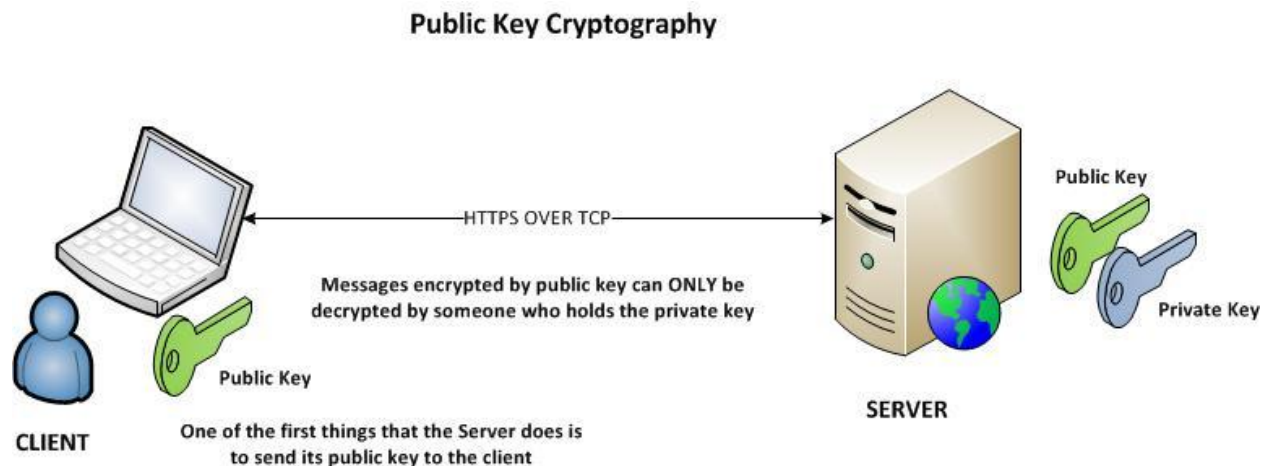 Public Key Cryptography
HTTPS OVER TCP
Public Key
Private Key
Messages encrypted by public key can ONLY be
decrypted by someone who holds the private key
Public Key
CLIENT
SERVER
One of the first things that the Server does is
to send its public key to the client